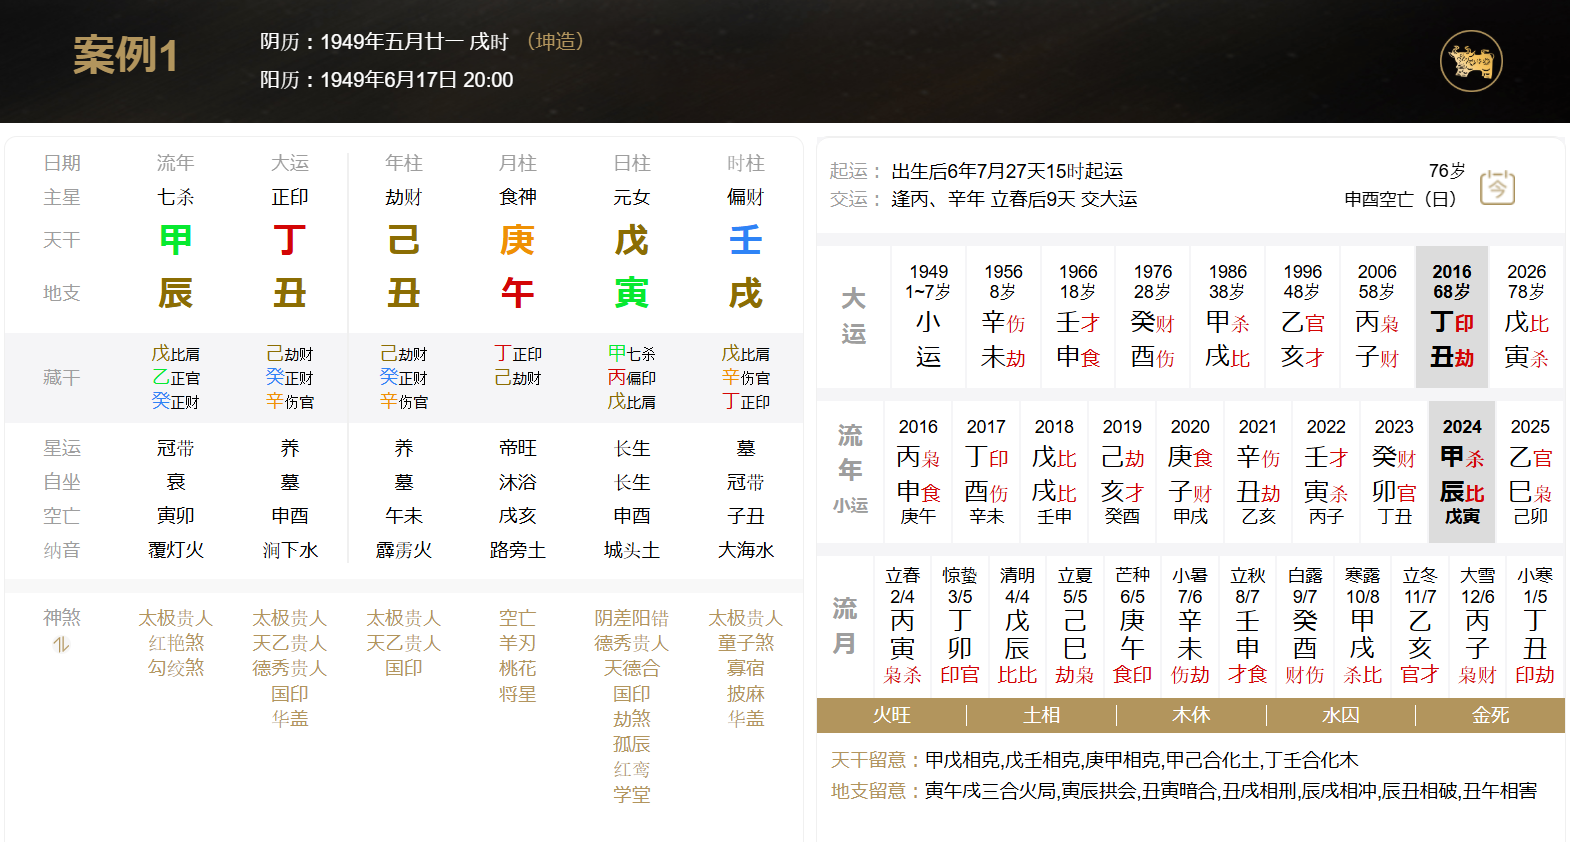 案例1
阴历：1949年五月廿一 戌时 （坤造）
阳历：1949年6月17日 20:00
日期 流年 大运 年柱 月柱 日柱 时柱
主星 七杀 正印 劫财 食神 元女 偏财
天干 甲 丁 己 庚 戊 壬
地支 辰 丑 丑 午 寅 戌
藏干
戊比肩 己劫财 己劫财 丁正印 甲七杀 戊比肩
乙正官 癸正财 癸正财 己劫财 丙偏印 辛伤官
癸正财 辛伤官 辛伤官 戊比肩 丁正印
星运 冠带 养 养 帝旺 长生 墓
自坐 衰 墓 墓 沐浴 长生 冠带
空亡 寅卯 申酉 午未 戌亥 申酉 子丑
纳音 覆灯火 涧下水 霹雳火 路旁土 城头土 大海水
神煞 太极贵人 太极贵人 太极贵人 空亡 阴差阳错 太极贵人
红艳煞 天乙贵人 天乙贵人 羊刃 德秀贵人 童子煞
勾绞煞 德秀贵人 国印 桃花 天德合 寡宿
国印 将星 国印 披麻
华盖 劫煞 华盖
孤辰
红鸾
学堂
起运： 出生后6年7月27天15时起运 76岁
交运： 逢丙、辛年 立春后9天 交大运 申酉空亡（日）
今
大运
1949 1956 1966 1976 1986 1996 2006 2016 2026
1~7岁 8岁 18岁 28岁 38岁 48岁 58岁 68岁 78岁
小 辛伤 壬才 癸财 甲杀 乙官 丙枭 丁印 戊比
运 未劫 申食 酉伤 戌比 亥才 子财 丑劫 寅杀
流年
小运
2016 2017 2018 2019 2020 2021 2022 2023 2024 2025
丙枭 丁印 戊比 己劫 庚食 辛伤 壬才 癸财 甲杀 乙官
申食 酉伤 戌比 亥才 子财 丑劫 寅杀 卯官 辰比 巳枭
庚午 辛未 壬申 癸酉 甲戌 乙亥 丙子 丁丑 戊寅 己卯
流月
立春 惊蛰 清明 立夏 芒种 小暑 立秋 白露 寒露 立冬 大雪 小寒
2/4 3/5 4/4 5/5 6/5 7/6 8/7 9/7 10/8 11/7 12/6 1/5
丙 丁 戊 己 庚 辛 壬 癸 甲 乙 丙 丁
寅 卯 辰 巳 午 未 申 酉 戌 亥 子 丑
枭杀 印官 比比 劫枭 食印 伤劫 才食 财伤 杀比 官才 枭财 印劫
火旺 土相 木休 水囚 金死
天干留意：甲戊相克,戊壬相克,庚甲相克,甲己合化土,丁壬合化木
地支留意：寅午戌三合火局,寅辰拱会,丑寅暗合,丑戌相刑,辰戌相冲,辰丑相破,丑午相害